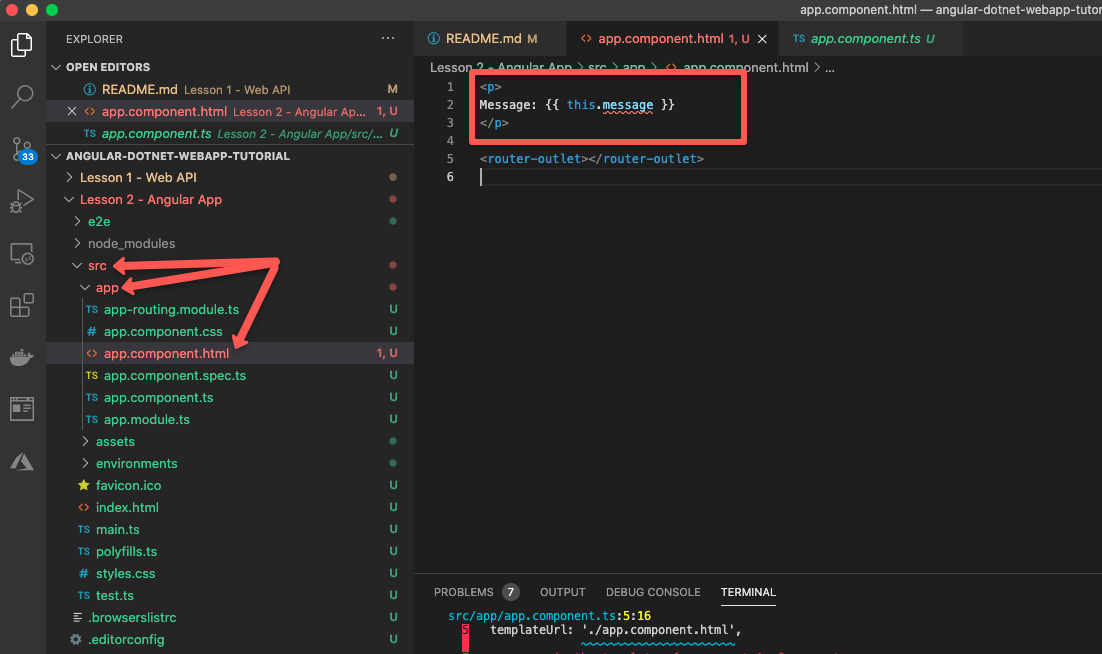 app.component.html — angular-dotnet-webapp-tutor
EXPLORER
OPEN EDITORS
README.md Lesson 1 - Web API M
app.component.html Lesson 2 - Angular Ap... 1, U
TS app.component.ts Lesson 2 - Angular App/src/... U
ANGULAR-DOTNET-WEBAPP-TUTORIAL
Lesson 1 - Web API
Lesson 2 - Angular App
e2e
node_modules
src
app
TS app-routing.module.ts U
# app.component.css U
<> app.component.html 1, U
TS app.component.spec.ts U
TS app.component.ts U
TS app.module.ts U
assets
environments
favicon.ico U
<> index.html U
TS main.ts U
TS polyfills.ts U
# styles.css U
TS test.ts U
.browserslistrc U
.editorconfig U
33
README.md M
<> app.component.html 1, U
TS app.component.ts U
Lesson 2 - Angular App > src > app > <> app.component.html > ...
1 <p>
2 Message: {{ this.message }}
3 </p>
4
5 <router-outlet></router-outlet>
6
PROBLEMS 7 OUTPUT DEBUG CONSOLE TERMINAL
src/app/app.component.ts:5:16
5 templateUrl: './app.component.html',